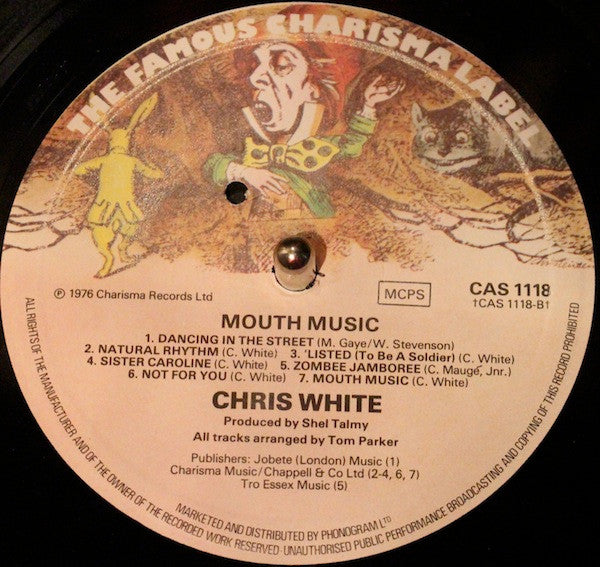 THE FAMOUS CHARISMA LABEL
℗ 1976 Charisma Records Ltd
MCPS
CAS 1118
†CAS 1118-B†
MOUTH MUSIC
1. DANCING IN THE STREET (M. Gaye/W. Stevenson)
2. NATURAL RHYTHM (C. White) 3. 'LISTED (To Be A Soldier) (C. White)
4. SISTER CAROLINE (C. White) 5. ZOMBEE JAMBOREE (C. Mauge, Jnr.)
6. NOT FOR YOU (C. White) 7. MOUTH MUSIC (C. White)
CHRIS WHITE
Produced by Shel Talmy
All tracks arranged by Tom Parker
Publishers: Jobete (London) Music (1)
Charisma Music/Chappell & Co Ltd (2-4, 6, 7)
Tro Essex Music (5)
MARKETED AND DISTRIBUTED BY PHONOGRAM LTD
ALL RIGHTS OF THE MANUFACTURER AND OF THE OWNER OF THE RECORDED WORK RESERVED · UNAUTHORISED PUBLIC PERFORMANCE BROADCASTING AND COPYING OF THIS RECORD PROHIBITED